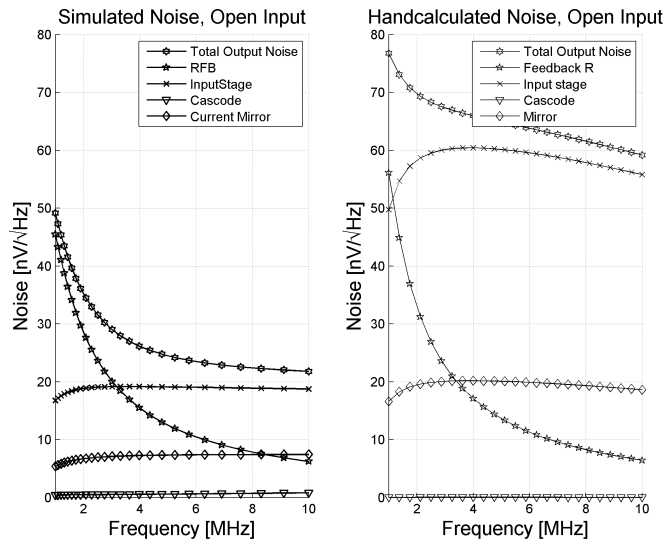 Simulated Noise, Open Input
80
70
60
50
40
30
20
10
0
Noise [nV/√Hz]
Total Output Noise
RFB
InputStage
Cascode
Current Mirror
2
4
6
8
10
Frequency [MHz]
Handcalculated Noise, Open Input
80
70
60
50
40
30
20
10
0
Noise [nV/√Hz]
Total Output Noise
Feedback R
Input stage
Cascode
Mirror
2
4
6
8
10
Frequency [MHz]